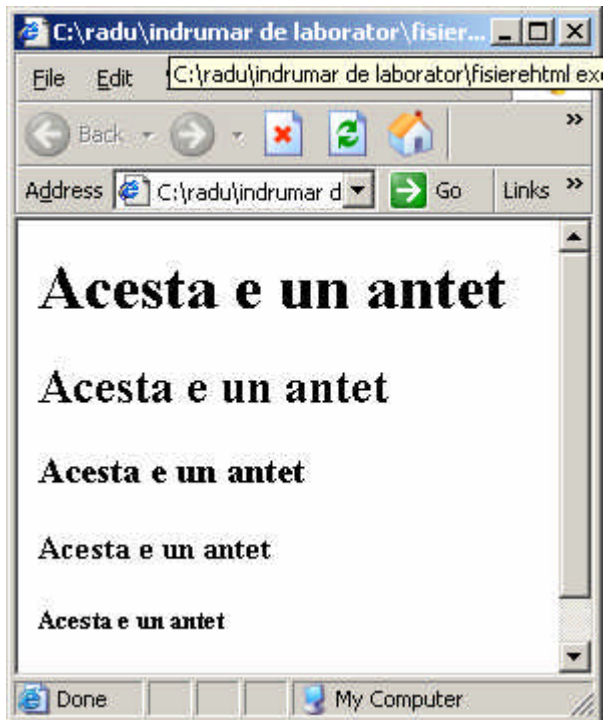 C:\radu\indrumar de laborator\fisier...
File Edit
C:\radu\indrumar de laborator\fisierehtml
Back
»
Address C:\radu\indrumar d Go Links »
Acesta e un antet
Acesta e un antet
Acesta e un antet
Acesta e un antet
Acesta e un antet
Done My Computer